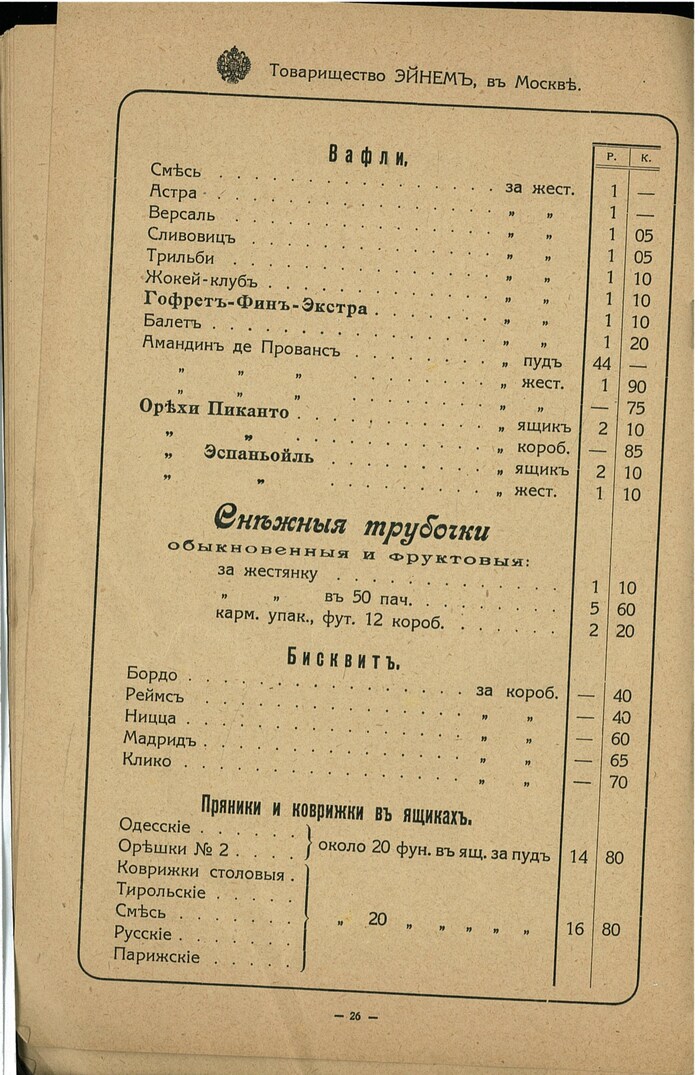 Товарищество ЭЙНЕМЪ, въ Москвѣ.
Вафли,
Р. К.
Смѣсь . . . . . . . . . . за жест. 1 —
Астра . . . . . . . . . . „ „ 1 —
Версаль . . . . . . . . . . „ „ 1 05
Сливовицъ . . . . . . . . . . „ „ 1 05
Трильби . . . . . . . . . . „ „ 1 10
Жокей-клубъ . . . . . . . . . . „ „ 1 10
Гофретъ-Финъ-Экстра . . . . . . „ „ 1 10
Балетъ . . . . . . . . . . „ „ 1 20
Амандинъ де Провансъ . . . . . . „ пудъ 44 —
„ „ „ . . . . . . „ жест. 1 90
„ „ „ . . . . . . „ „ — 75
Орѣхи Пиканто . . . . . . . . „ ящикъ 2 10
„ „ . . . . . . . . „ короб. — 85
„ Эспаньойль . . . . . . . „ ящикъ 2 10
„ „ . . . . . . . . „ жест. 1 10
Снѣжныя трубочки
обыкновенныя и фруктовыя:
за жестянку . . . . . . . . . 1 10
„ „ въ 50 пач. . . . . . . 5 60
карм. упак., фут. 12 короб. . . . . . 2 20
Бисквитъ.
Бордо . . . . . . . . . . за короб. — 40
Реймсъ . . . . . . . . . . „ „ — 40
Ницца . . . . . . . . . . „ „ — 60
Мадридъ . . . . . . . . . . „ „ — 65
Клико . . . . . . . . . . „ „ — 70
Пряники и коврижки въ ящикахъ.
Одесскіе . . . . .
Орѣшки № 2 . . . . около 20 фун. въ ящ. за пудъ 14 80
Коврижки столовыя .
Тирольскіе . . . . .
Смѣсь . . . . . . „ 20 „ „ „ „ „ 16 80
Русскіе . . . . . .
Парижскіе . . . . .
— 26 —